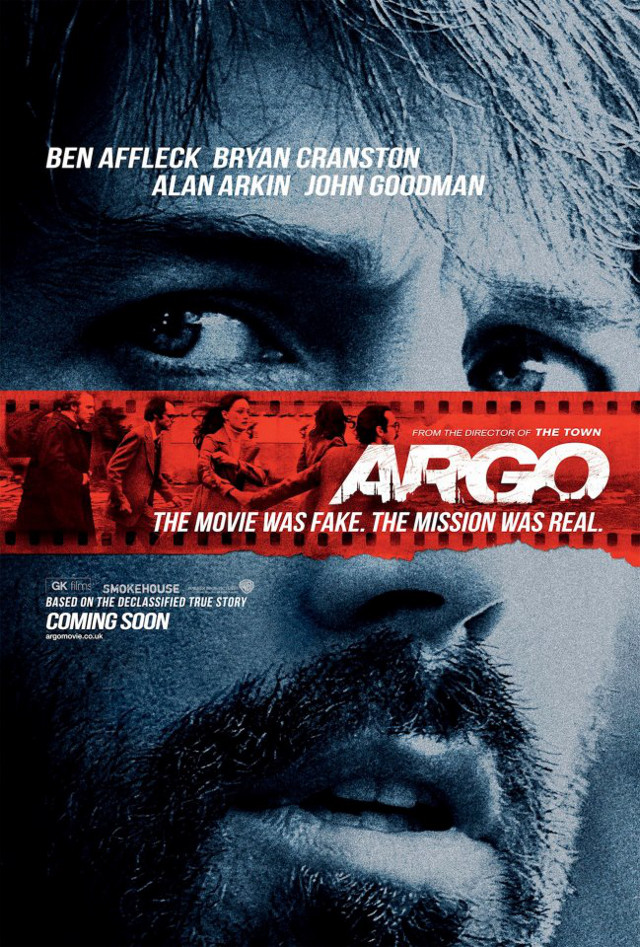 BEN AFFLECK BRYAN CRANSTON
ALAN ARKIN JOHN GOODMAN
FROM THE DIRECTOR OF THE TOWN
ARGO
THE MOVIE WAS FAKE. THE MISSION WAS REAL.
GK films SMOKEHOUSE
BASED ON THE DECLASSIFIED TRUE STORY
COMING SOON
argomovie.co.uk